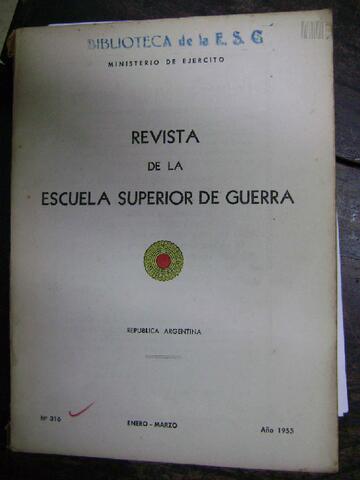 BIBLIOTECA de la E. S. G
MINISTERIO DE EJERCITO
REVISTA
DE LA
ESCUELA SUPERIOR DE GUERRA
REPUBLICA ARGENTINA
Nº 316
ENERO - MARZO
Año 1955